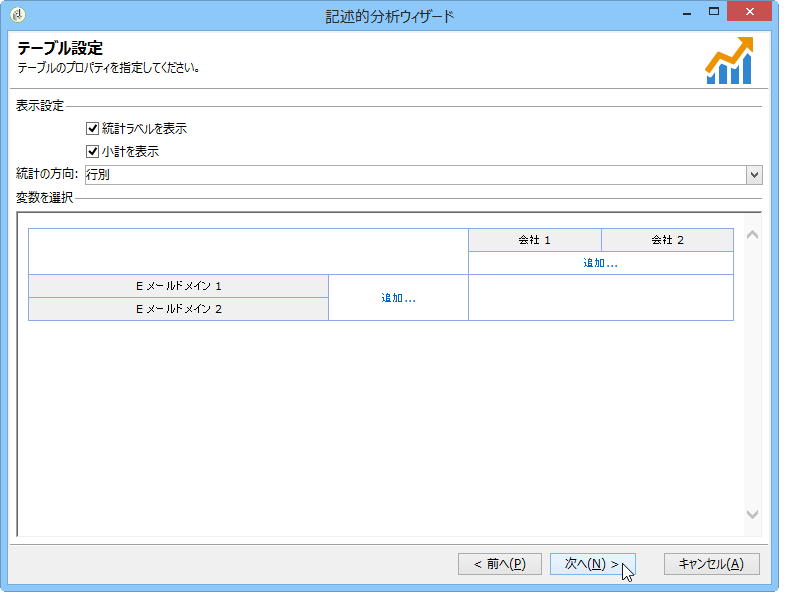 記述的分析ウィザード
テーブル設定
テーブルのプロパティを指定してください。
表示設定
統計ラベルを表示
小計を表示
統計の方向: 行別
変数を選択
会社 1 会社 2
追加...
E メールドメイン 1
追加...
E メールドメイン 2
< 前へ(P) 次へ(N) > キャンセル(A)